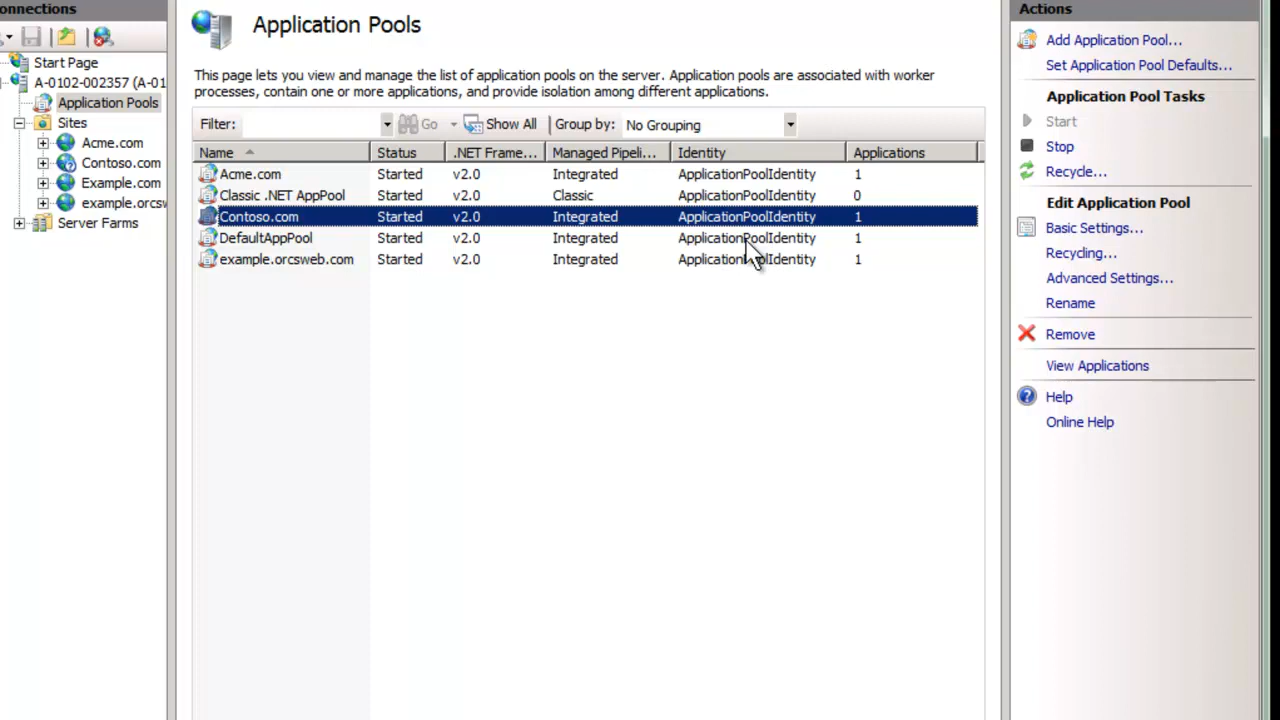 onnections
Start Page
A-0102-002357 (A-01
Application Pools
Sites
Acme.com
Contoso.com
Example.com
example.orcsw
Server Farms
Application Pools
This page lets you view and manage the list of application pools on the server. Application pools are associated with worker
processes, contain one or more applications, and provide isolation among different applications.
Filter: Go Show All Group by: No Grouping
Name Status .NET Frame... Managed Pipeli... Identity Applications
Acme.com Started v2.0 Integrated ApplicationPoolIdentity 1
Classic .NET AppPool Started v2.0 Classic ApplicationPoolIdentity 0
Contoso.com Started v2.0 Integrated ApplicationPoolIdentity 1
DefaultAppPool Started v2.0 Integrated ApplicationPoolIdentity 1
example.orcsweb.com Started v2.0 Integrated ApplicationPoolIdentity 1
Actions
Add Application Pool...
Set Application Pool Defaults...
Application Pool Tasks
Start
Stop
Recycle...
Edit Application Pool
Basic Settings...
Recycling...
Advanced Settings...
Rename
Remove
View Applications
Help
Online Help